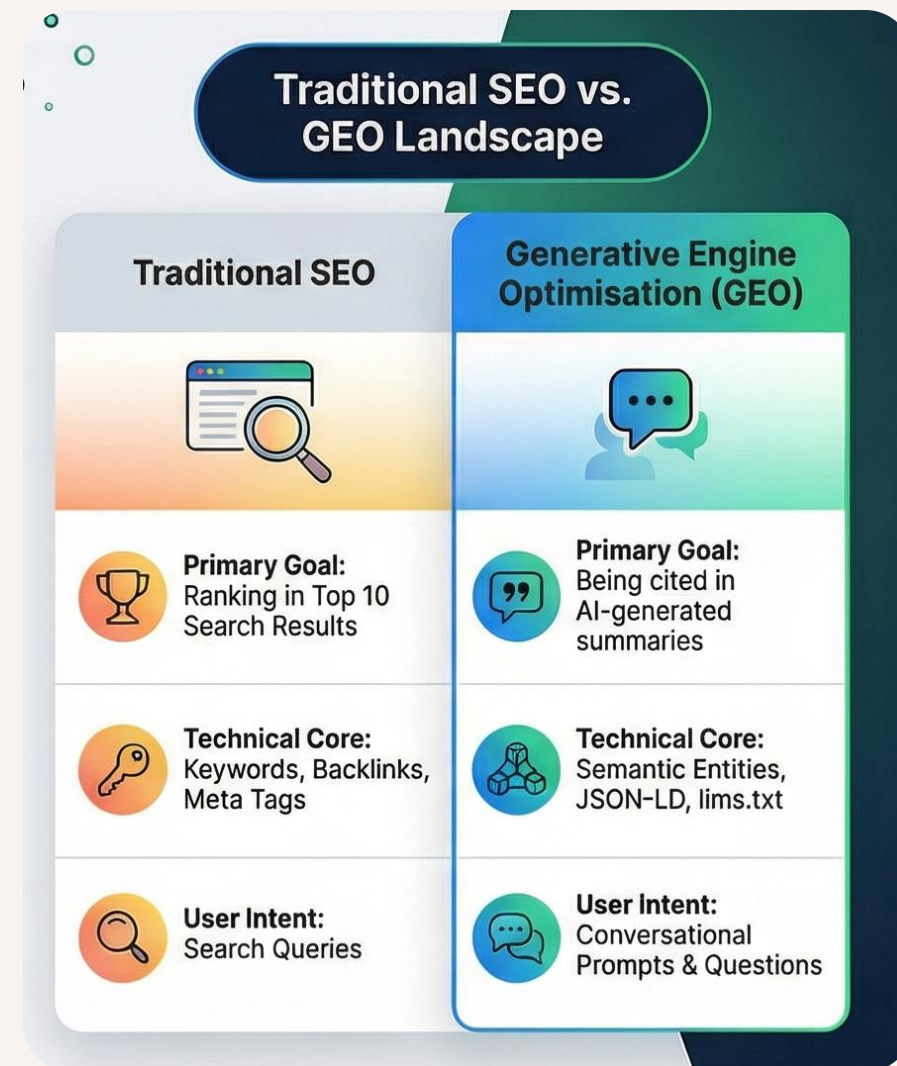 Traditional SEO vs.
GEO Landscape
Traditional SEO
Generative Engine
Optimisation (GEO)
Primary Goal:
Ranking in Top 10
Search Results
Primary Goal:
Being cited in
AI-generated
summaries
Technical Core:
Keywords, Backlinks,
Meta Tags
Technical Core:
Semantic Entities,
JSON-LD, lims.txt
User Intent:
Search Queries
User Intent:
Conversational
Prompts & Questions